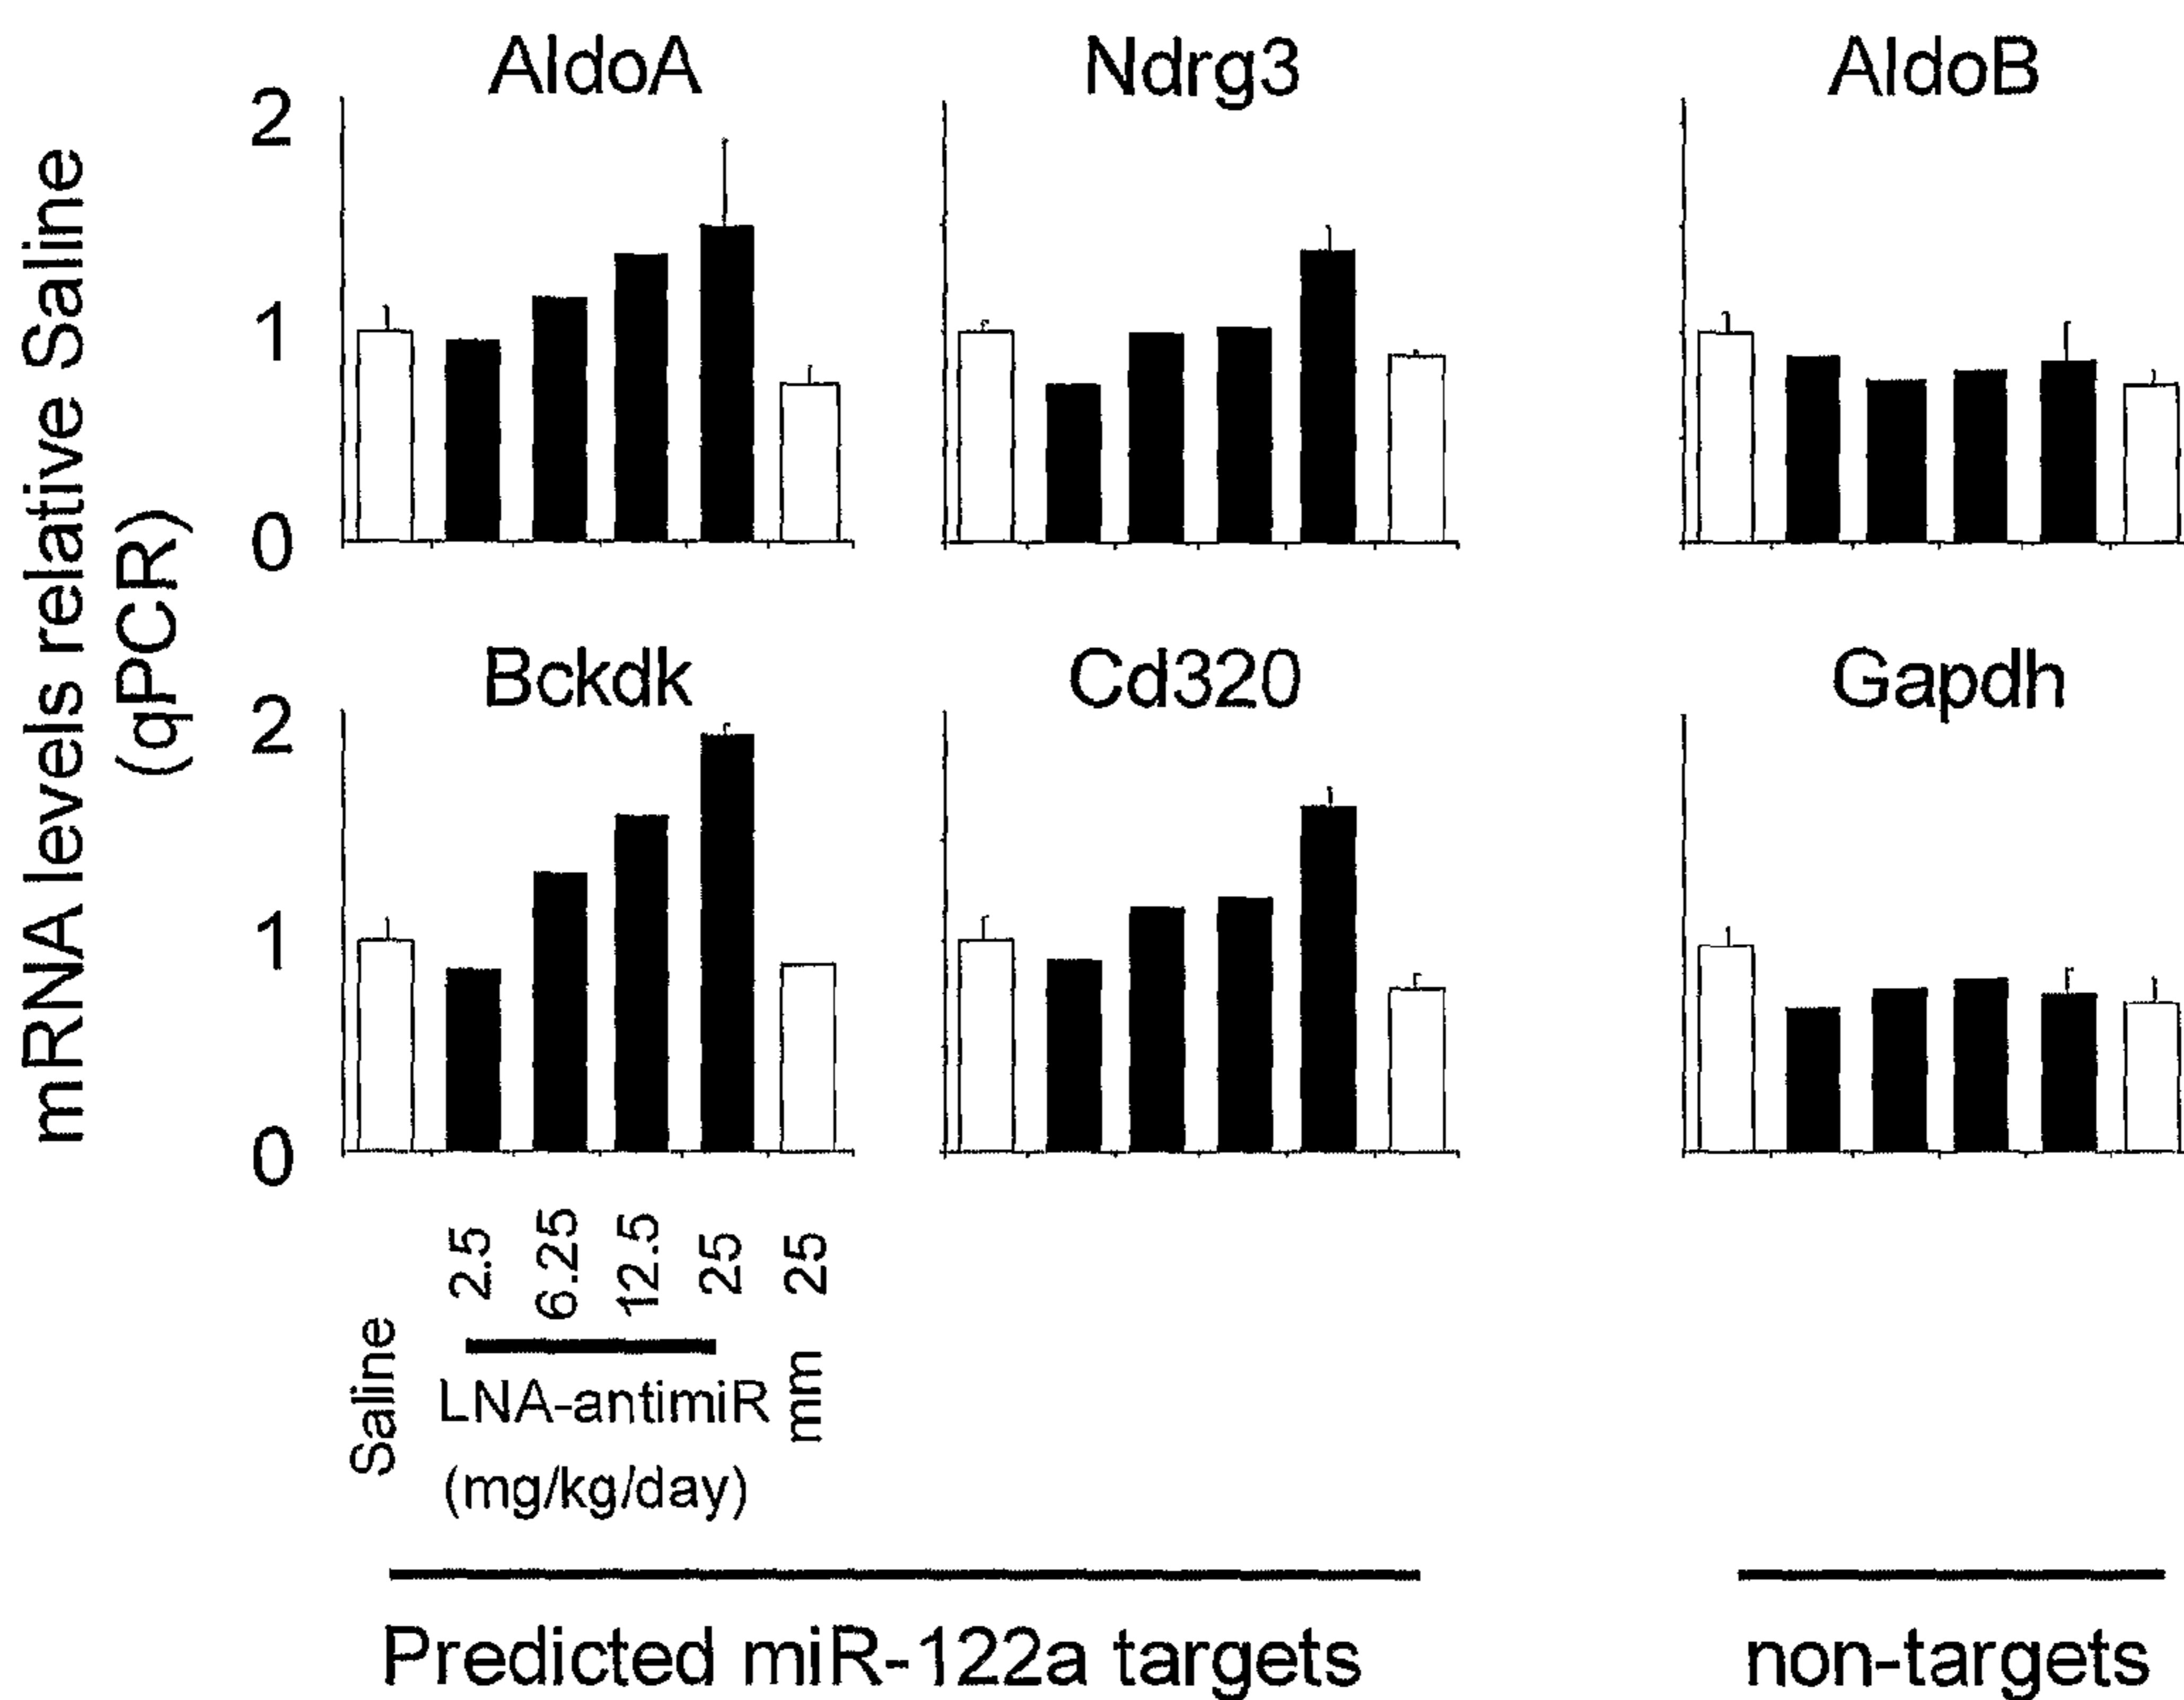 AldoA Ndrg3 AldoB
mRNA levels relative Saline
(qPCR)
2
1
0
Bckdk Cd320 Gapdh
2
1
0
Saline 2.5 6.25 12.5 25 25 mm
LNA-antimiR
(mg/kg/day)
Predicted miR-122a targets non-targets